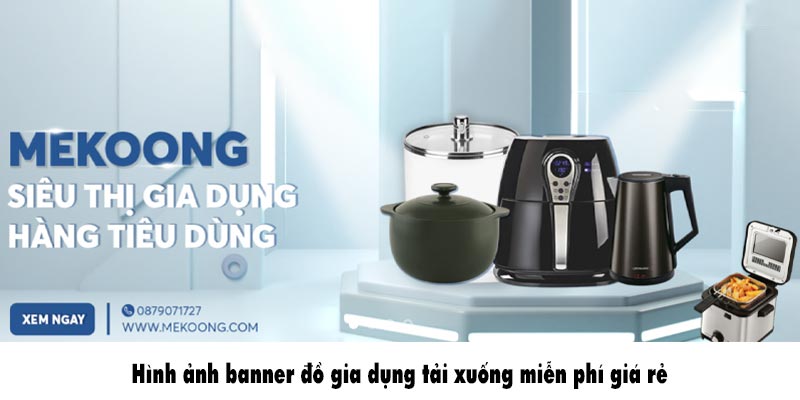 MEKOONG
SIÊU THỊ GIA DỤNG
HÀNG TIÊU DÙNG
XEM NGAY
0879071727
WWW.MEKOONG.COM
Hình ảnh banner đồ gia dụng tải xuống miễn phí giá rẻ